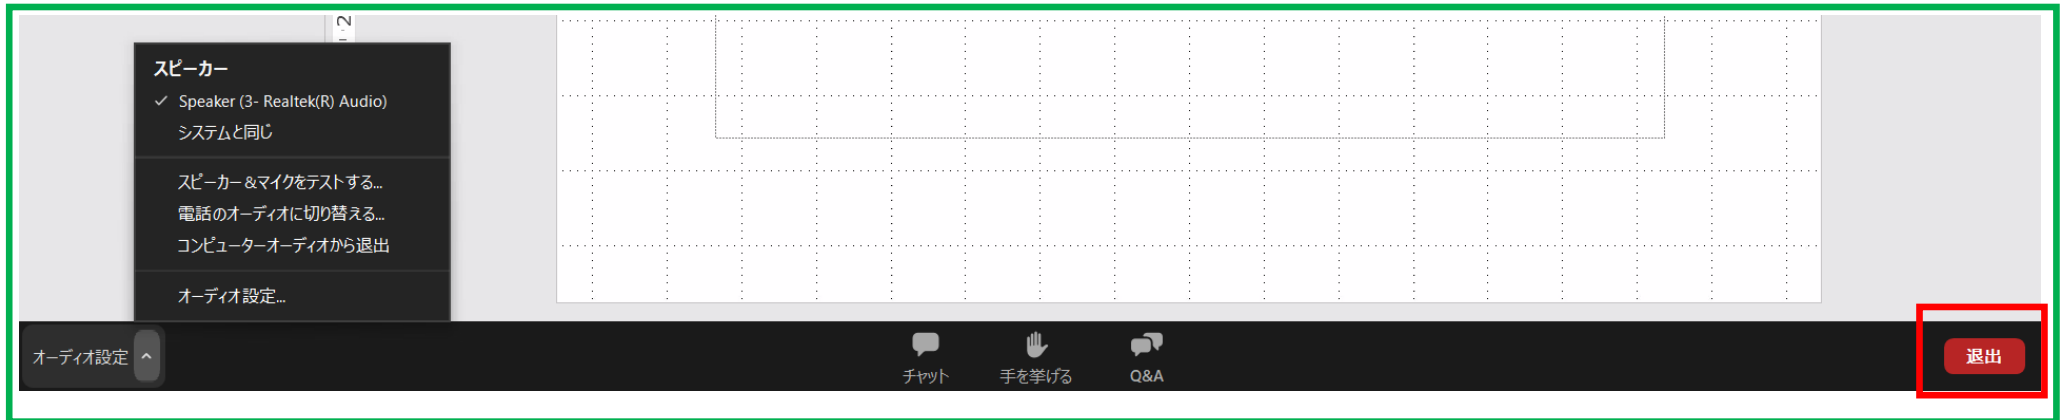 2
スピーカー
Speaker (3- Realtek(R) Audio)
システムと同じ
スピーカー＆マイクをテストする...
電話のオーディオに切り替える...
コンピューターオーディオから退出
オーディオ設定...
オーディオ設定
チャット
手を挙げる
Q&A
退出